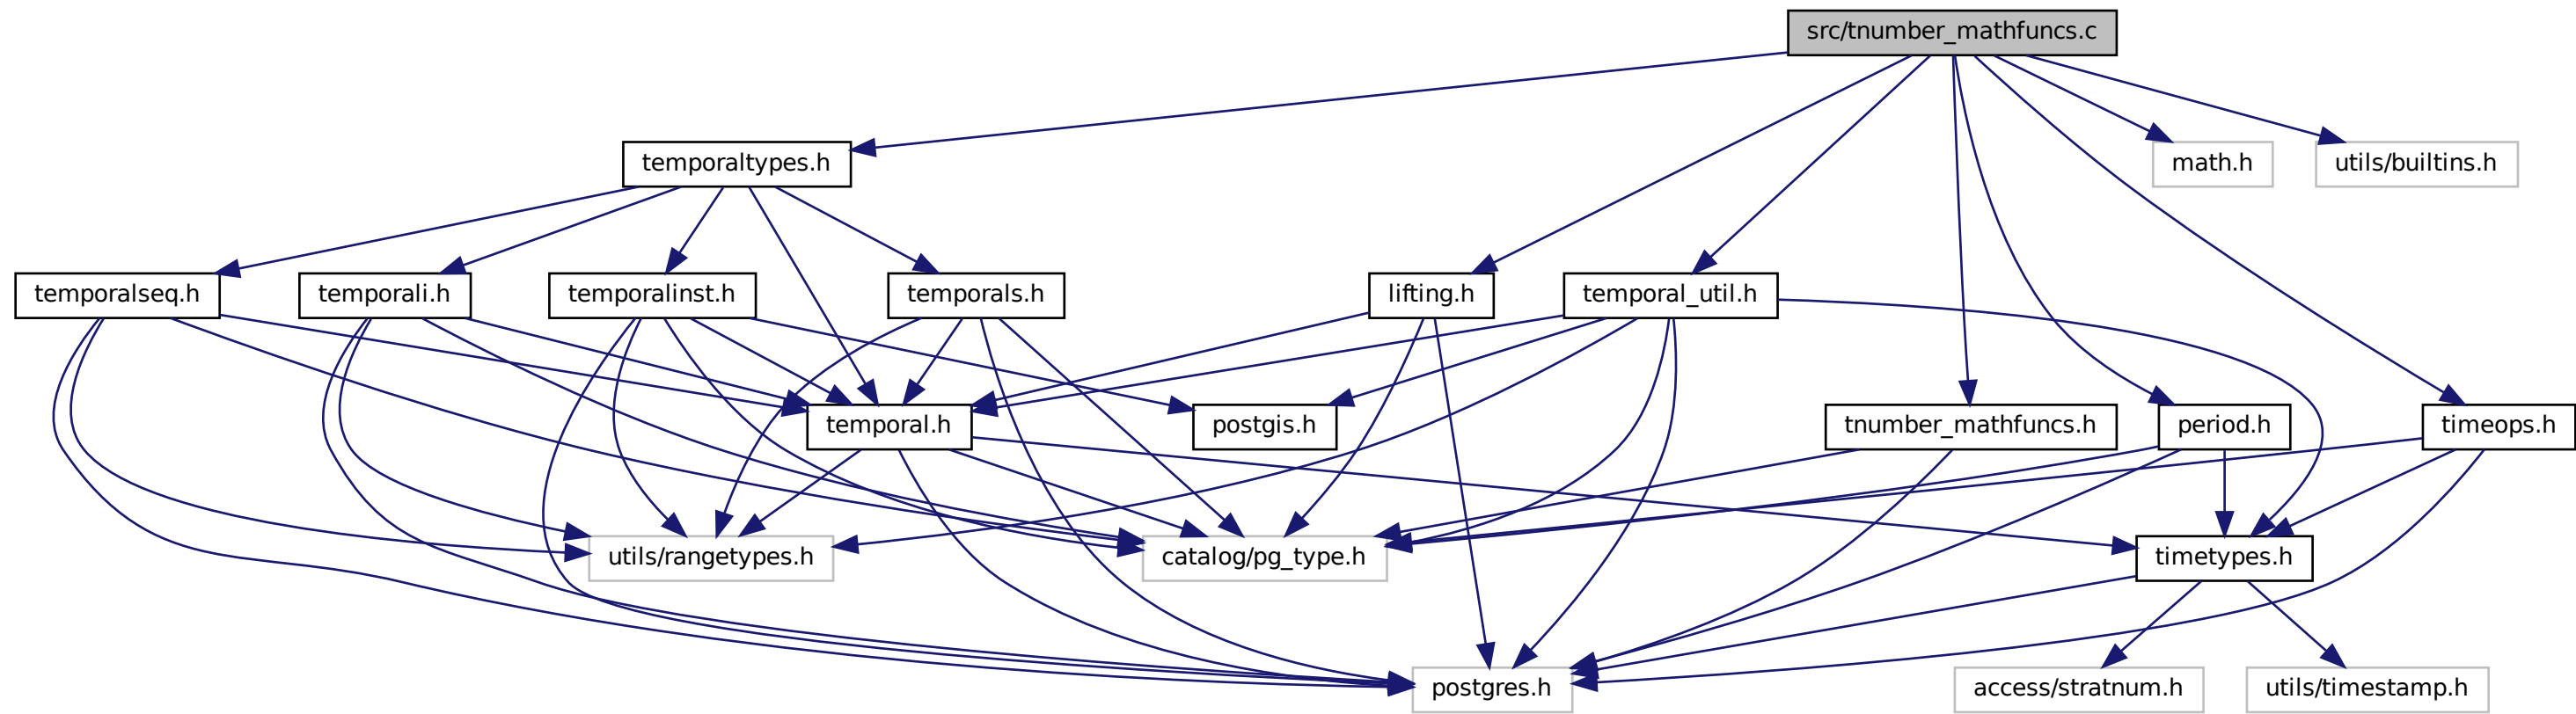 src/tnumber_mathfuncs.c
temporaltypes.h
math.h
utils/builtins.h
temporalseq.h
temporali.h
temporalinst.h
temporals.h
lifting.h
temporal_util.h
temporal.h
postgis.h
tnumber_mathfuncs.h
period.h
timeops.h
utils/rangetypes.h
catalog/pg_type.h
timetypes.h
postgres.h
access/stratnum.h
utils/timestamp.h